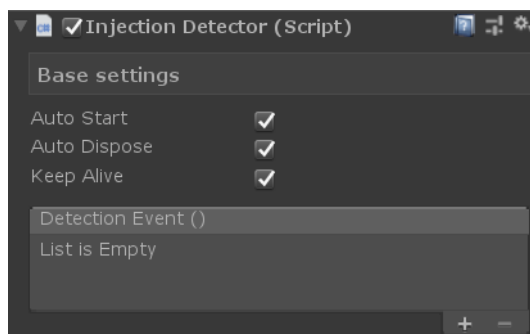 Injection Detector (Script)
Base settings
Auto Start
Auto Dispose
Keep Alive
Detection Event ()
List is Empty